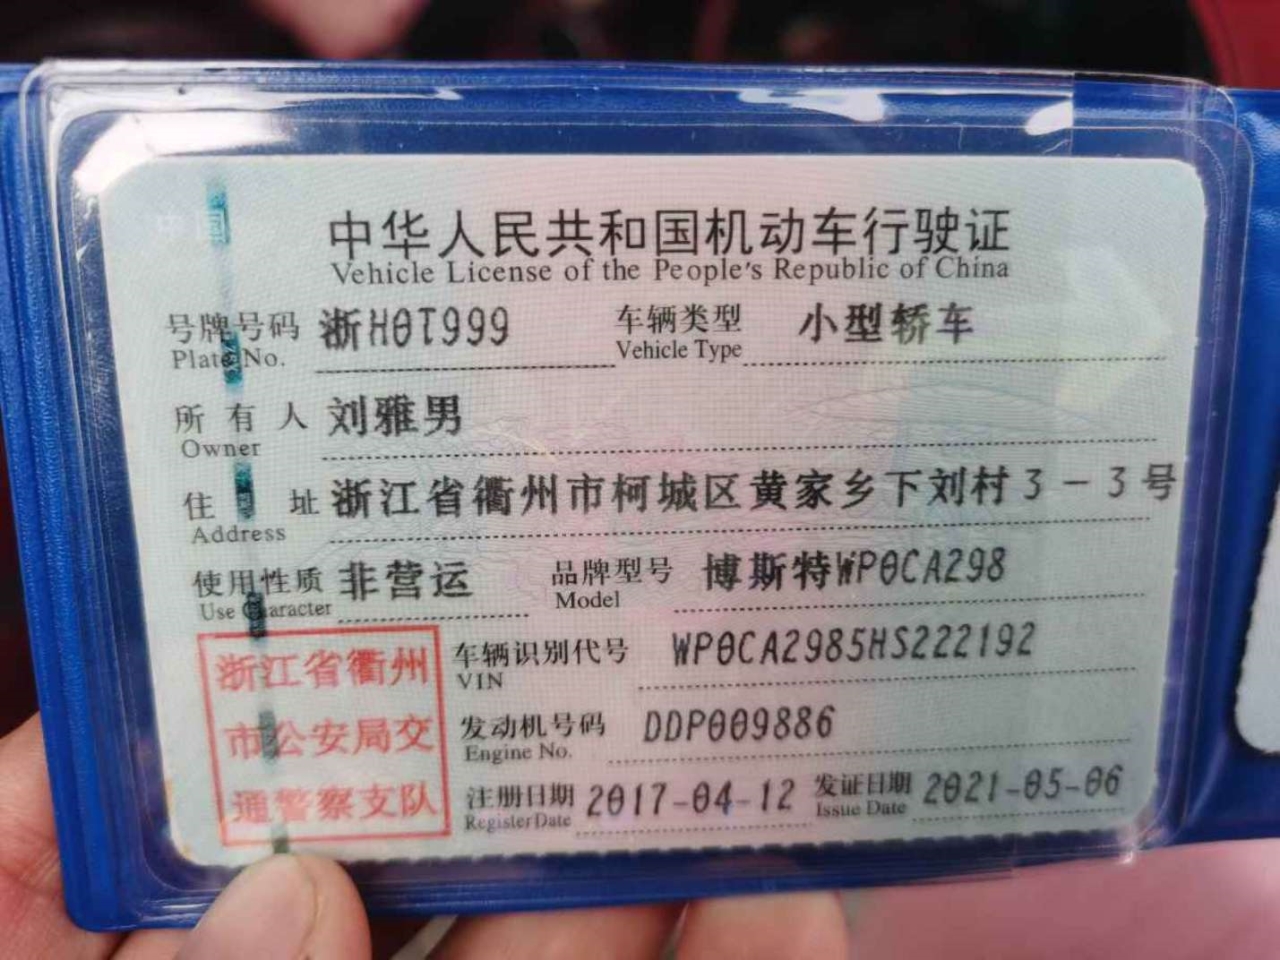 中国
中华人民共和国机动车行驶证
Vehicle License of the People's Republic of China
号牌号码 浙H0T999 车辆类型 小型轿车
Plate No. Vehicle Type
所有人 刘雅男
Owner
住址 浙江省衢州市柯城区黄家乡下刘村3-3号
Address
使用性质 非营运 品牌型号 博斯特WP0CA298
Use Character Model
浙江省衢州
市公安局交
通警察支队
车辆识别代号 WP0CA2985HS222192
VIN
发动机号码 DDP009886
Engine No.
注册日期 2017-04-12 发证日期 2021-05-06
Register Date Issue Date